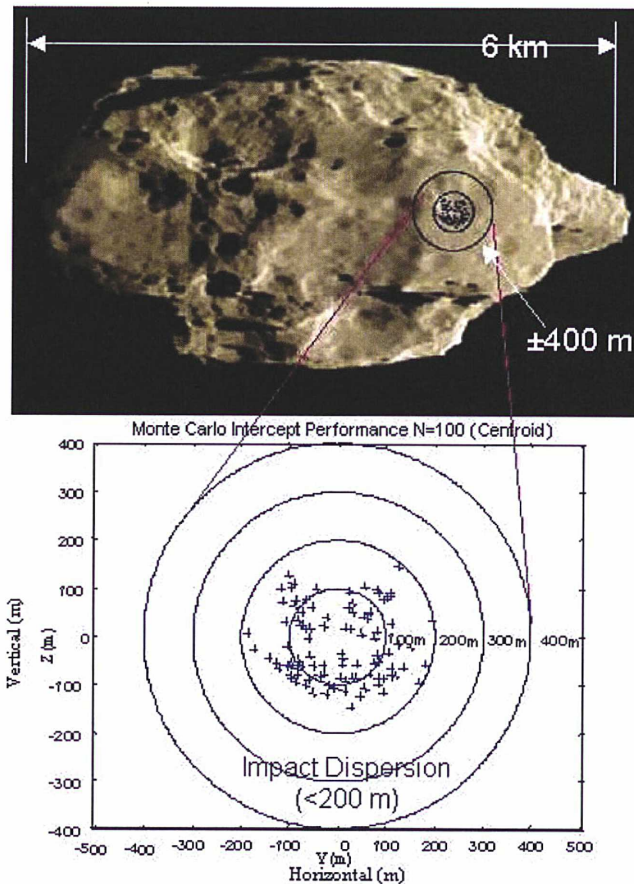 6 km
±400 m
Monte Carlo Intercept Performance N=100 (Centroid)
400
300
200
100
0
-100
-200
-300
-400
Vertical (m)
Z(m)
100m 200m 300m 400m
Impact Dispersion
(<200 m)
-500 -400 -300 -200 -100 0 100 200 300 400 500
Y(m)
Horizontal (m)